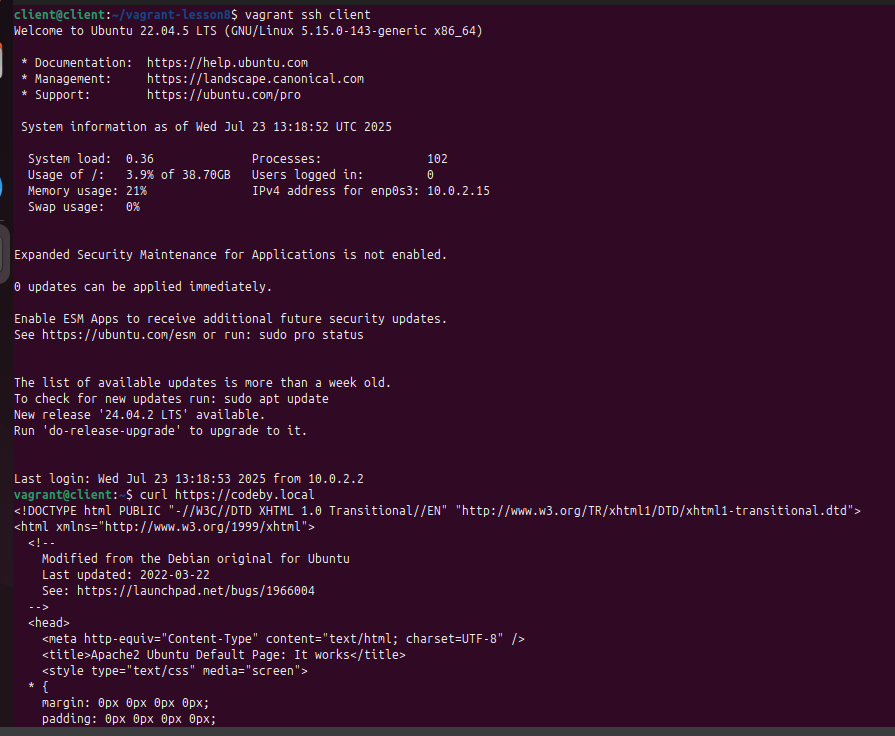 client@client:~/vagrant-lesson8$ vagrant ssh client
Welcome to Ubuntu 22.04.5 LTS (GNU/Linux 5.15.0-143-generic x86_64)
* Documentation:  https://help.ubuntu.com
* Management:     https://landscape.canonical.com
* Support:        https://ubuntu.com/pro
System information as of Wed Jul 23 13:18:52 UTC 2025
System load:  0.36              Processes:               102
Usage of /:   3.9% of 38.70GB   Users logged in:         0
Memory usage: 21%               IPv4 address for enp0s3: 10.0.2.15
Swap usage:   0%
Expanded Security Maintenance for Applications is not enabled.
0 updates can be applied immediately.
Enable ESM Apps to receive additional future security updates.
See https://ubuntu.com/esm or run: sudo pro status
The list of available updates is more than a week old.
To check for new updates run: sudo apt update
New release '24.04.2 LTS' available.
Run 'do-release-upgrade' to upgrade to it.
Last login: Wed Jul 23 13:18:53 2025 from 10.0.2.2
vagrant@client:~$ curl https://codeby.local
<!DOCTYPE html PUBLIC "-//W3C//DTD XHTML 1.0 Transitional//EN" "http://www.w3.org/TR/xhtml1/DTD/xhtml1-transitional.dtd">
<html xmlns="http://www.w3.org/1999/xhtml">
<!--
Modified from the Debian original for Ubuntu
Last updated: 2022-03-22
See: https://launchpad.net/bugs/1966004
-->
<head>
<meta http-equiv="Content-Type" content="text/html; charset=UTF-8" />
<title>Apache2 Ubuntu Default Page: It works</title>
<style type="text/css" media="screen">
* {
margin: 0px 0px 0px 0px;
padding: 0px 0px 0px 0px;